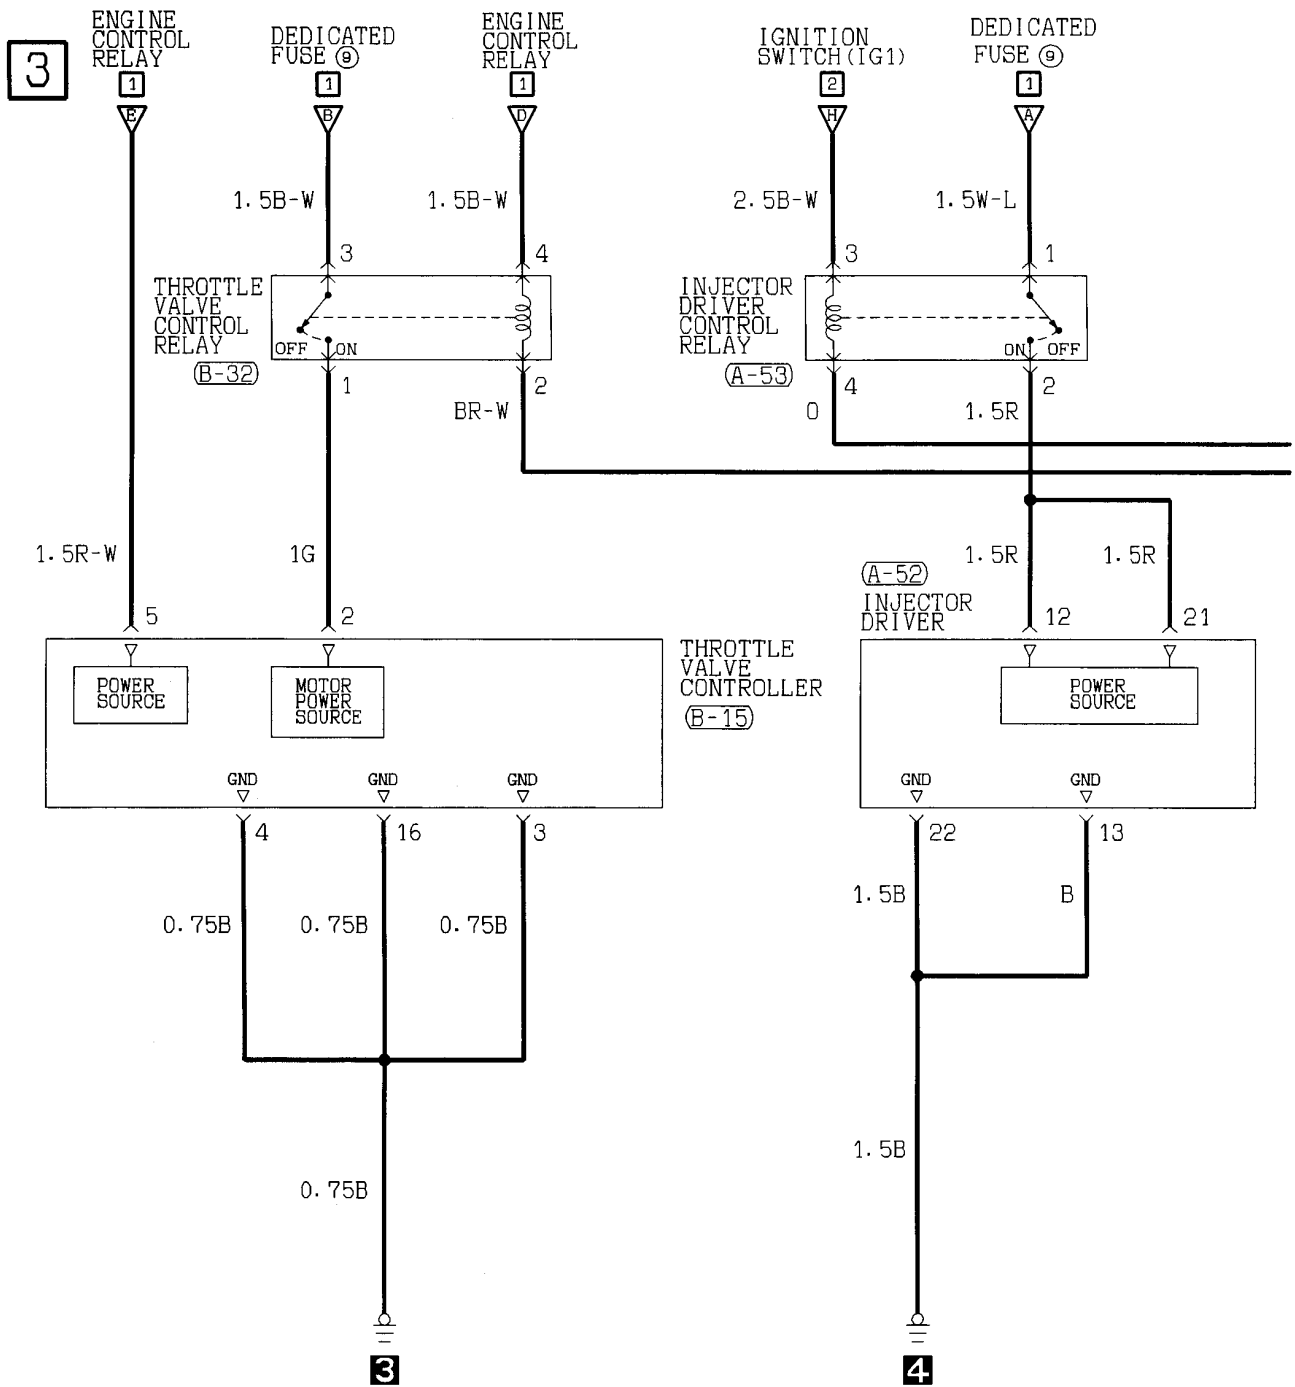 3
ENGINE
CONTROL
RELAY
1
E
DEDICATED
FUSE ⑨
1
B
ENGINE
CONTROL
RELAY
1
D
IGNITION
SWITCH(IG1)
2
H
DEDICATED
FUSE ⑨
1
A
1.5B-W
1.5B-W
2.5B-W
1.5W-L
3
4
3
1
THROTTLE
VALVE
CONTROL
RELAY
B-32
OFF
ON
INJECTOR
DRIVER
CONTROL
RELAY
A-53
ON
OFF
1
2
4
2
BR-W
O
1.5R
1.5R-W
1G
1.5R
1.5R
A-52
INJECTOR
DRIVER
5
2
12
21
POWER
SOURCE
MOTOR
POWER
SOURCE
THROTTLE
VALVE
CONTROLLER
B-15
POWER
SOURCE
GND
GND
GND
GND
GND
4
16
3
22
13
0.75B
0.75B
0.75B
1.5B
B
0.75B
1.5B
3
4